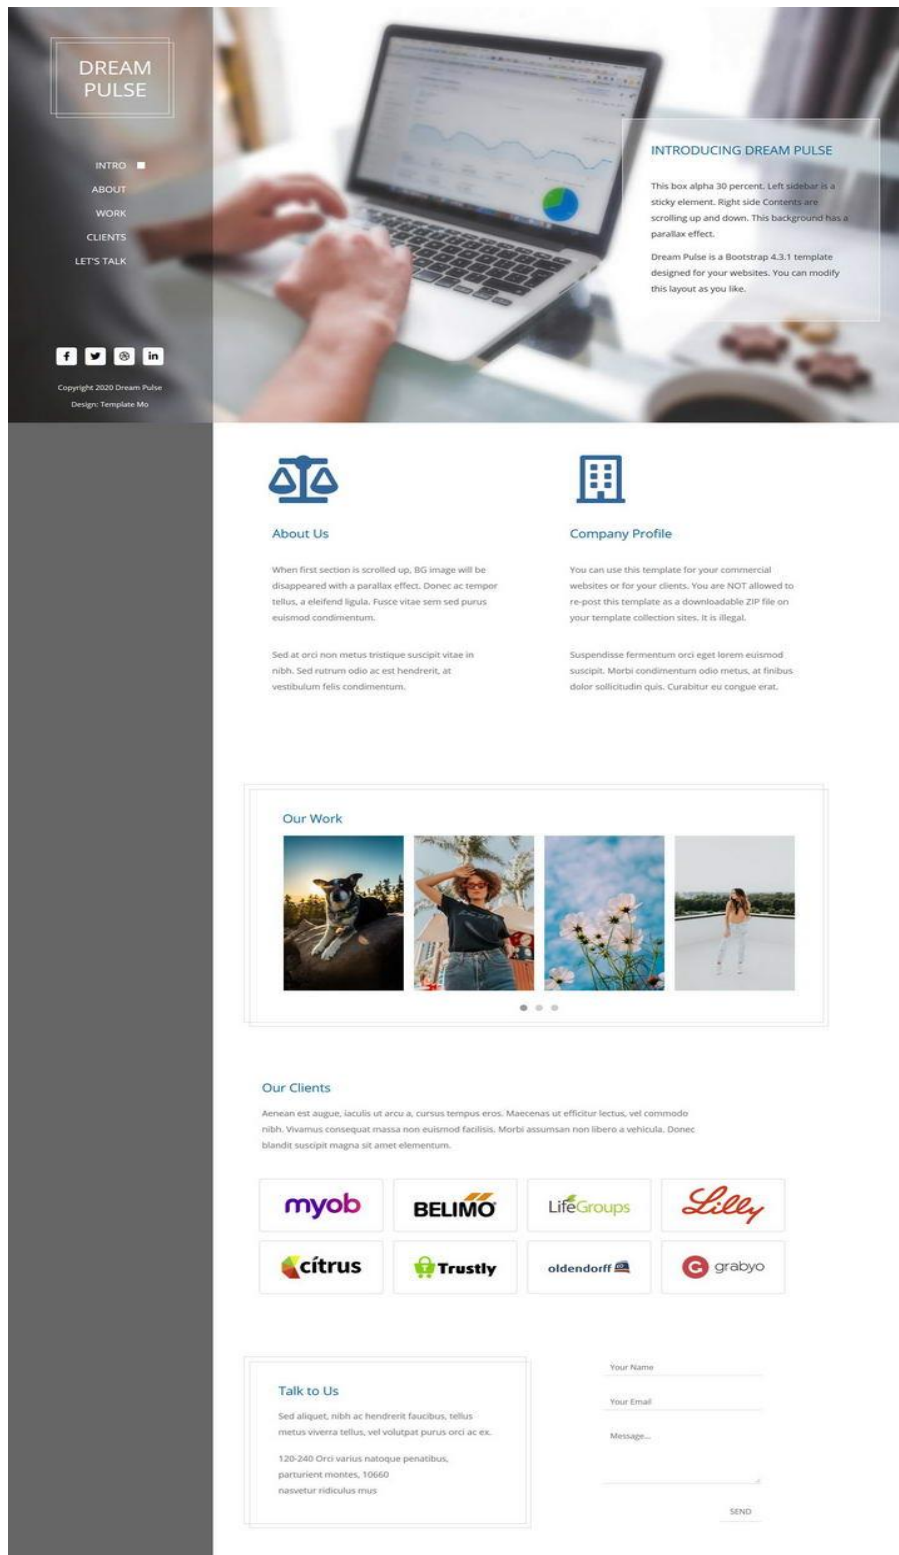 DREAM
PULSE
INTRO
ABOUT
WORK
CLIENTS
LET'S TALK
Copyright 2020 Dream Pulse
Design: Template Mo
INTRODUCING DREAM PULSE
This box alpha 30 percent. Left sidebar is a
sticky element. Right side Contents are
scrolling up and down. This background has a
parallax effect.
Dream Pulse is a Bootstrap 4.3.1 template
designed for your websites. You can modify
this layout as you like.
About Us
When first section is scrolled up, BG image will be
disappeared with a parallax effect. Donec ac tempor
tellus, a eleifend ligula. Fusce vitae sem sed purus
euismod condimentum.
Sed at orci non metus tristique suscipit vitae in
nibh. Sed rutrum odio ac est hendrerit, at
vestibulum felis condimentum.
Company Profile
You can use this template for your commercial
websites or for your clients. You are NOT allowed to
re-post this template as a downloadable ZIP file on
your template collection sites. It is illegal.
Suspendisse fermentum orci eget lorem euismod
suscipit. Morbi condimentum odio metus, at finibus
dolor sollicitudin quis. Curabitur eu congue erat.
Our Work
Our Clients
Aenean est augue, iaculis ut arcu a, cursus tempus eros. Maecenas ut efficitur lectus, vel commodo
nibh. Vivamus consequat massa non euismod facilisis. Morbi assumsan non libero a vehicula. Donec
blandit suscipit magna sit amet elementum.
myob
BELIMO
LifeGroups
Lilly
cítrus
Trustly
oldendorff
G grabyo
Talk to Us
Sed aliquet, nibh ac hendrerit faucibus, tellus
metus viverra tellus, vel volutpat purus orci ac ex.
120-240 Orci varius natoque penatibus,
parturient montes, 10660
nasvetur ridiculus mus
Your Name
Your Email
Message...
SEND